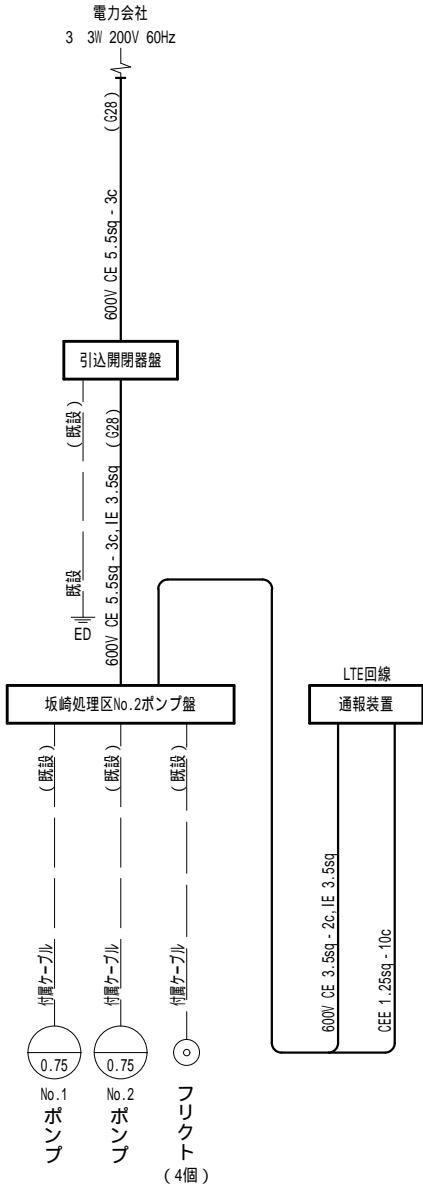 電力会社
3 3W 200V 60Hz
(G28)
600V CE 5.5sq - 3c
引込開閉器盤
(既設)
既設
ED
(G28)
600V CE 5.5sq - 3c,IE 3.5sq
坂崎処理区No.2ポンプ盤
LTE回線
通報装置
(既設)
(既設)
(既設)
付属ケーブル
付属ケーブル
付属ケーブル
600V CE 3.5sq - 2c,IE 3.5sq
CEE 1.25sq - 10c
0.75
0.75
No.1
ポンプ
No.2
ポンプ
フリクト
(4個)